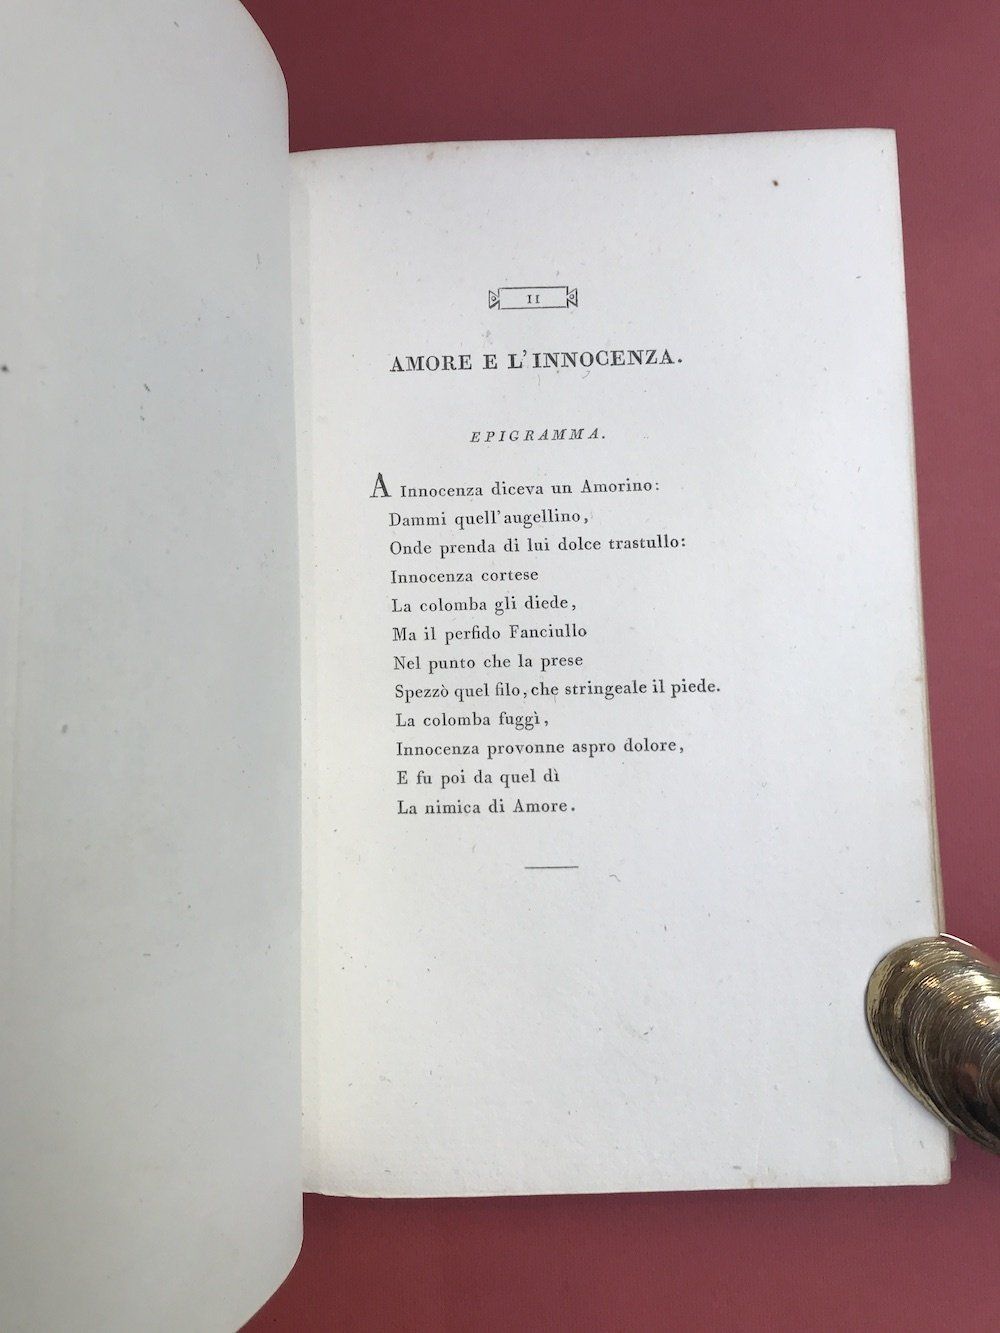 II
AMORE E L'INNOCENZA.
EPIGRAMMA.
A Innocenza diceva un Amorino:
Dammi quell'augellino,
Onde prenda di lui dolce trastullo:
Innocenza cortese
La colomba gli diede,
Ma il perfido Fanciullo
Nel punto che la prese
Spezzò quel filo, che stringeale il piede.
La colomba fuggì,
Innocenza provonne aspro dolore,
E fu poi da quel dì
La nimica di Amore.